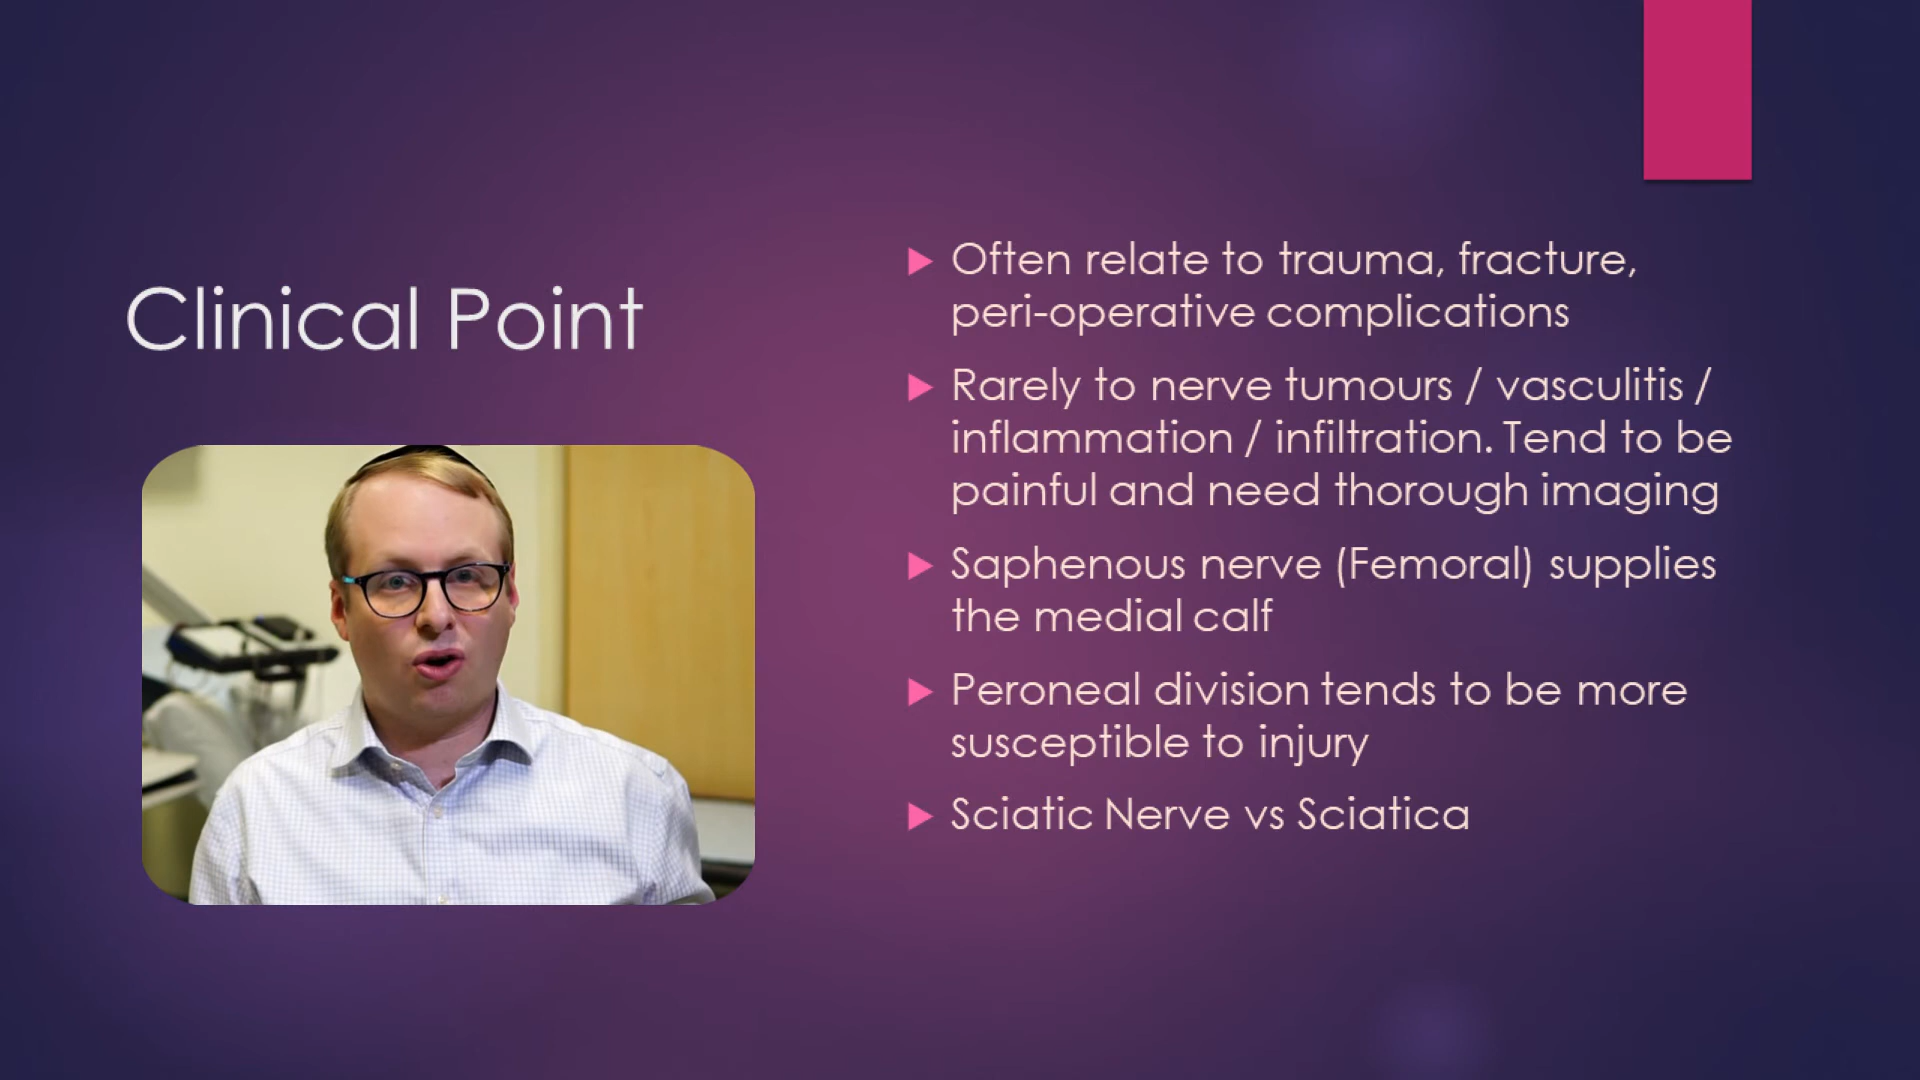 Clinical Point
Often relate to trauma, fracture,
peri-operative complications
Rarely to nerve tumours / vasculitis /
inflammation / infiltration. Tend to be
painful and need thorough imaging
Saphenous nerve (Femoral) supplies
the medial calf
Peroneal division tends to be more
susceptible to injury
Sciatic Nerve vs Sciatica